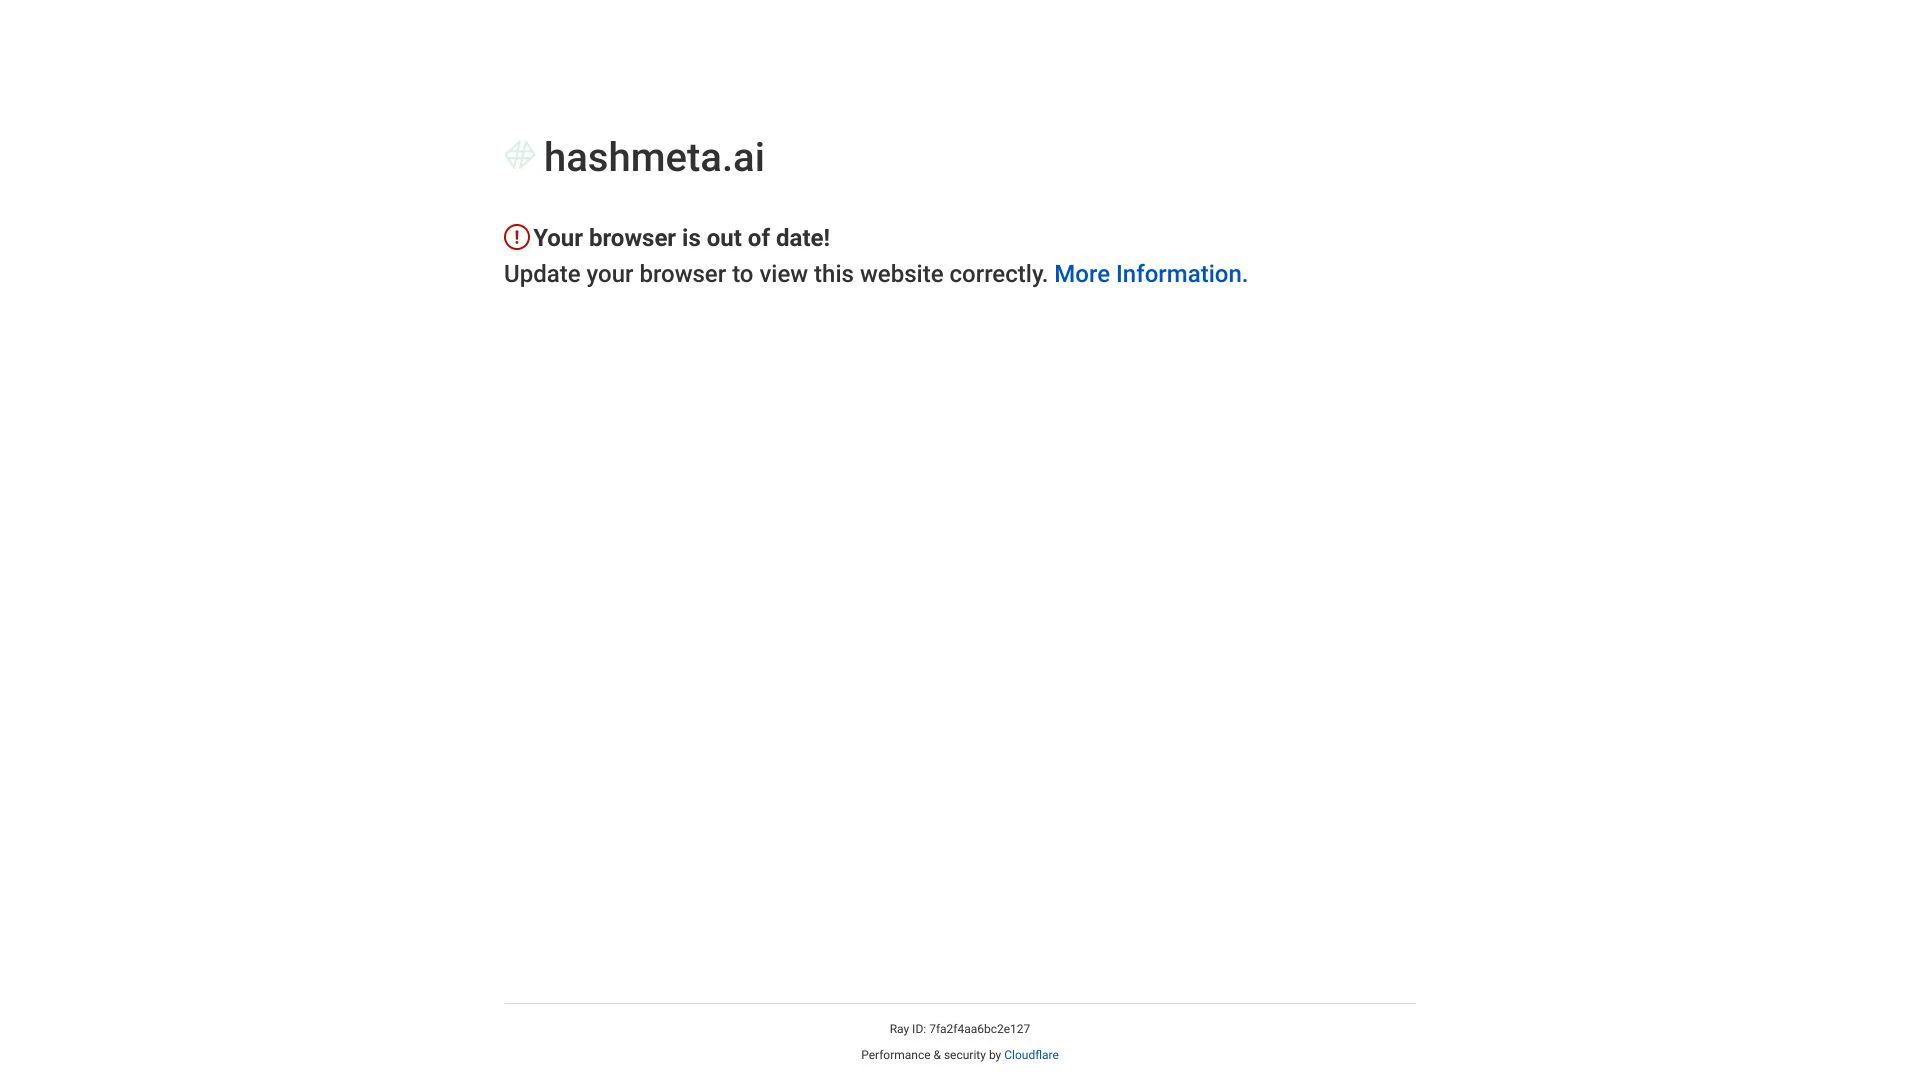 hashmeta.ai
Your browser is out of date!
Update your browser to view this website correctly. More Information.
Ray ID: 7fa2f4aa6bc2e127
Performance & security by Cloudflare